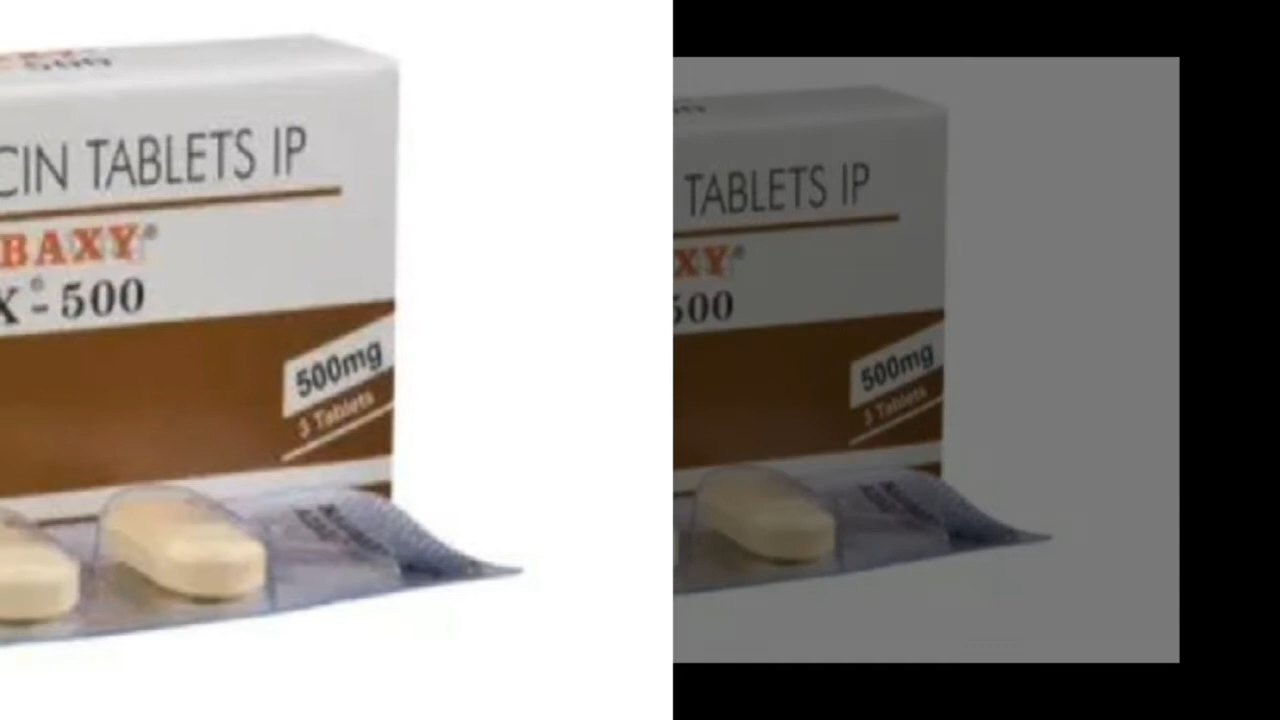 CIN TABLETS IP
BAXY®
X®-500
500mg
3 Tablets
TABLETS IP
XY®
500
500mg
3 Tablets